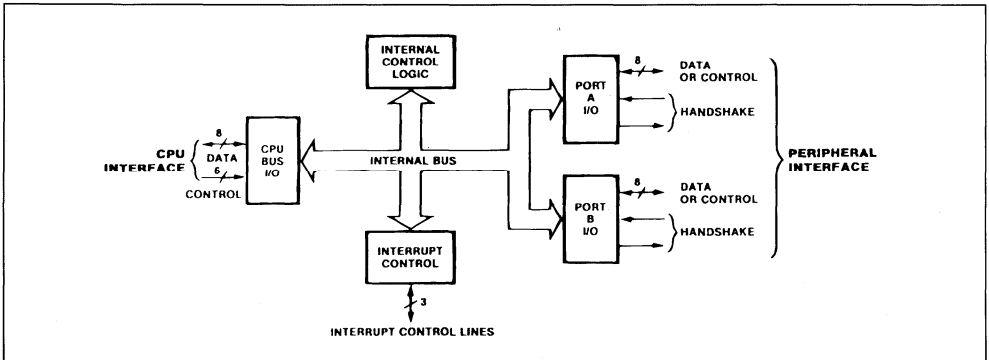 INTERNAL
CONTROL
LOGIC
8
DATA
OR CONTROL
PORT
A
I/O
HANDSHAKE
CPU
INTERFACE
8
DATA
6
CONTROL
CPU
BUS
I/O
INTERNAL BUS
PERIPHERAL
INTERFACE
8
DATA
OR CONTROL
PORT
B
I/O
HANDSHAKE
INTERRUPT
CONTROL
3
INTERRUPT CONTROL LINES